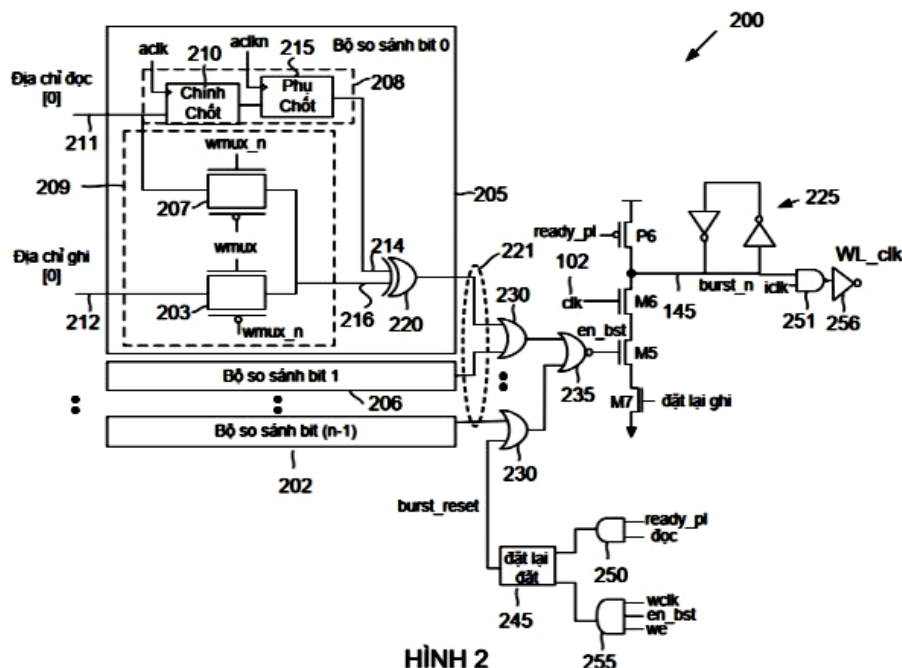 200
Bộ so sánh bit 0
aclk
210
aclkn
215
208
Địa chỉ đọc
[0]
Chính
Chốt
Phụ
Chốt
211
wmux_n
209
207
205
225
ready_pl
P6
WL_clk
wmux
Địa chỉ ghi
[0]
214
221
102
clk
M6
burst_n
iclk
145
251
256
203
216
220
230
212
wmux_n
en_bst
M5
235
Bộ so sánh bit 1
206
M7
đặt lại ghi
Bộ so sánh bit (n-1)
202
230
burst_reset
ready_pl
đọc
250
đặt lại
đặt
245
wclk
en_bst
we
255
HÌNH 2